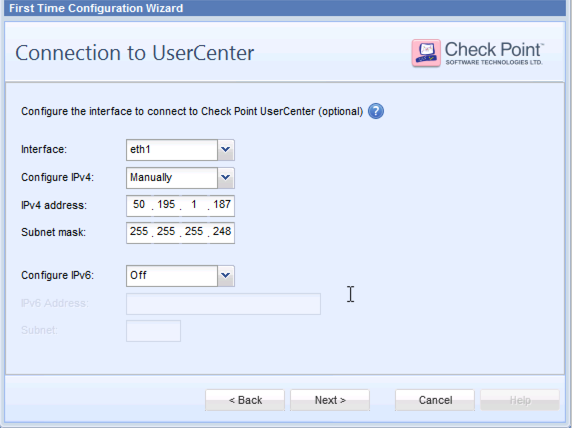 First Time Configuration Wizard
Connection to UserCenter
Check Point™
SOFTWARE TECHNOLOGIES LTD.
Configure the interface to connect to Check Point UserCenter (optional) ?
Interface: eth1
Configure IPv4: Manually
IPv4 address: 50 . 195 . 1 . 187
Subnet mask: 255 . 255 . 255 . 248
Configure IPv6: Off
IPv6 Address:
Subnet:
< Back Next > Cancel Help